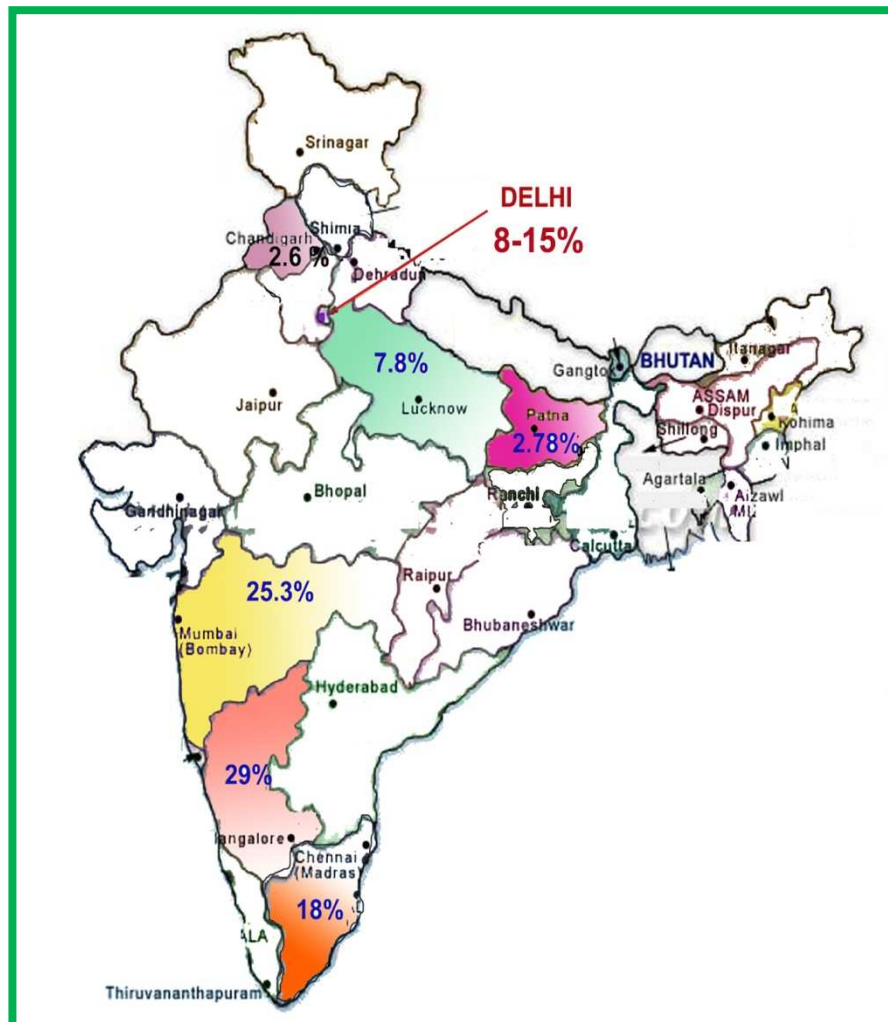 Srinagar
DELHI
8-15%
Shimla
Chandigarh
2.6 %
Dehradun
7.8%
Lucknow
Jaipur
Patna
2.78%
Gangtok
BHUTAN
Itanagar
ASSAM
Dispur
Kohima
Shillong
Imphal
Agartala
Aizawl
Ranchi
Bhopal
Gandhinagar
Calcutta
Raipur
Bhubaneshwar
25.3%
Mumbai
(Bombay)
Hyderabad
29%
angalore
Chennai
(Madras)
18%
ALA
Thiruvananthapuram